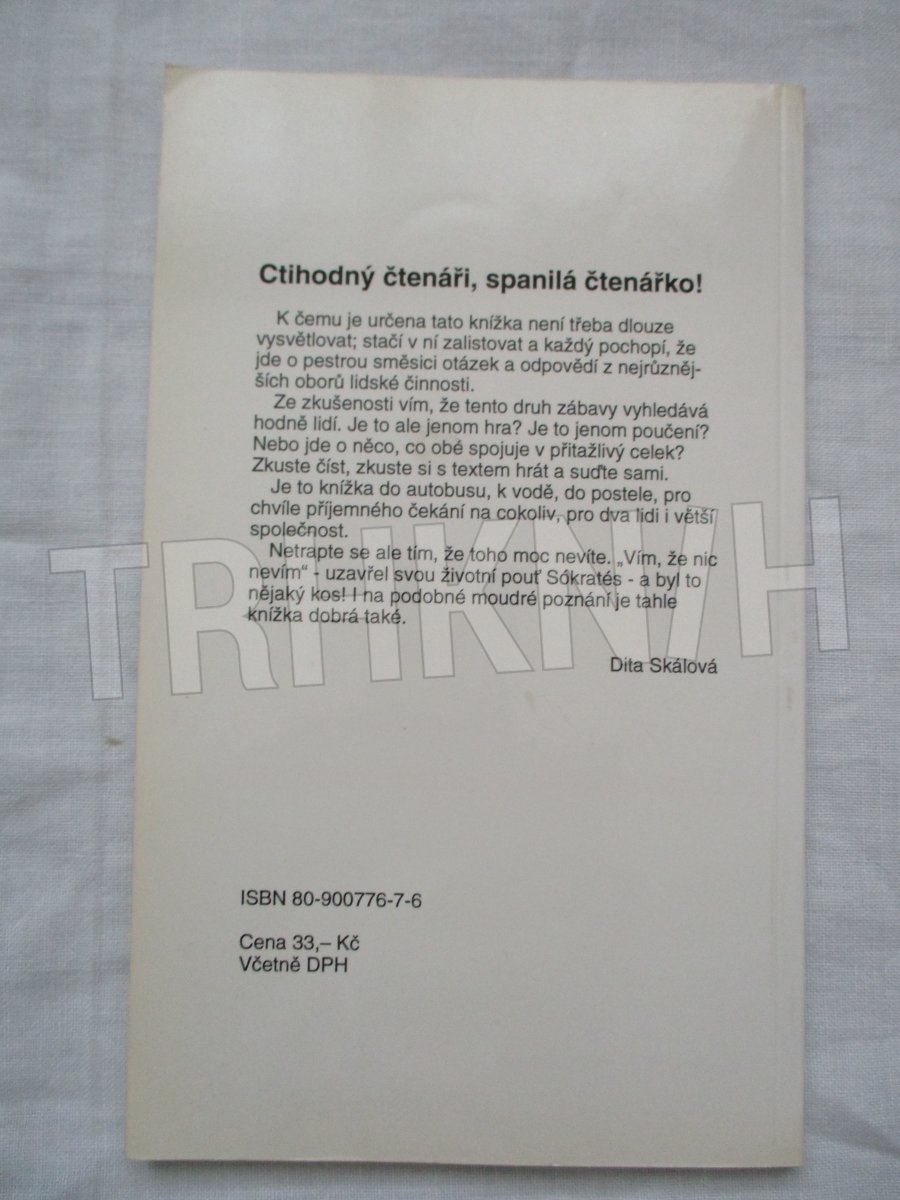 Ctihodný čtenáři, spanilá čtenářko!
K čemu je určena tato knížka není třeba dlouze
vysvětlovat; stačí v ní zalistovat a každý pochopí, že
jde o pestrou směsici otázek a odpovědí z nejrůzněj-
ších oborů lidské činnosti.
Ze zkušenosti vím, že tento druh zábavy vyhledává
hodně lidí. Je to ale jenom hra? Je to jenom poučení?
Nebo jde o něco, co obé spojuje v přitažlivý celek?
Zkuste číst, zkuste si s textem hrát a suďte sami.
Je to knížka do autobusu, k vodě, do postele, pro
chvíle příjemného čekání na cokoliv, pro dva lidi i větší
společnost.
Netrapte se ale tím, že toho moc nevíte. „Vím, že nic
nevím“ - uzavřel svou životní pouť Sókratés - a byl to
nějaký kos! I na podobné moudré poznání je tahle
knížka dobrá také.
Dita Skálová
ISBN 80-900776-7-6
Cena 33,– Kč
Včetně DPH